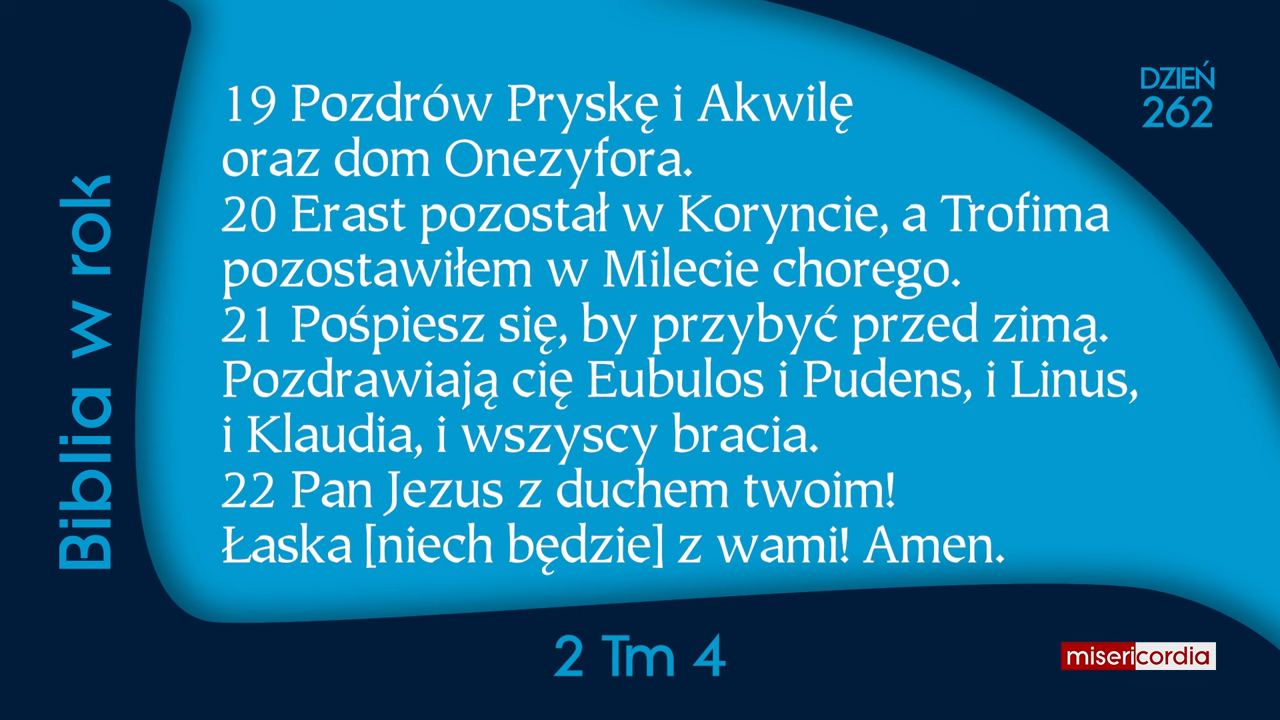 Biblia w rok
DZIEŃ
262
19 Pozdrów Pryskę i Akwilę
oraz dom Onezyfora.
20 Erast pozostał w Koryncie, a Trofima
pozostawiłem w Milecie chorego.
21 Pośpiesz się, by przybyć przed zimą.
Pozdrawiają cię Eubulos i Pudens, i Linus,
i Klaudia, i wszyscy bracia.
22 Pan Jezus z duchem twoim!
Łaska [niech będzie] z wami! Amen.
2 Tm 4
misericordia